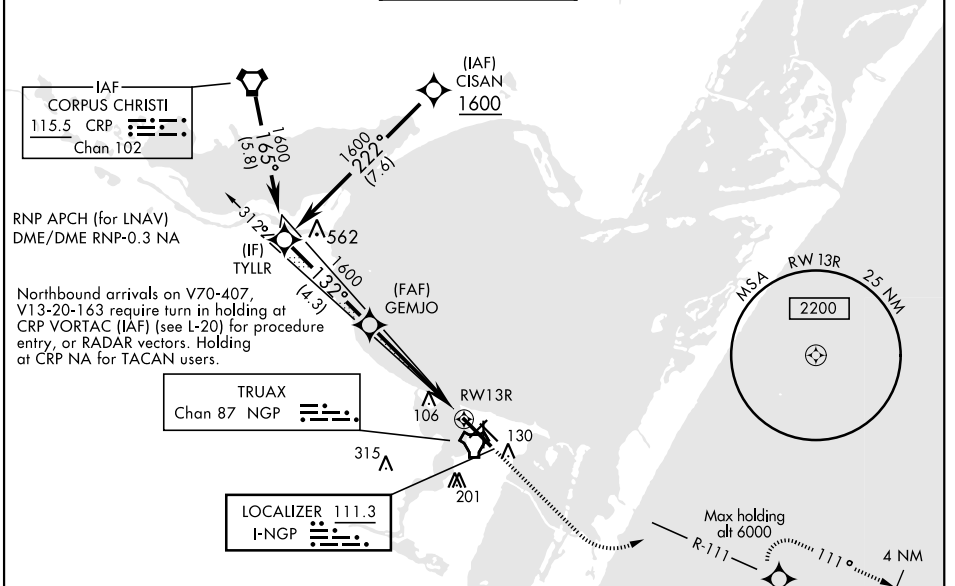 (IAF)
CISAN
1600
IAF
CORPUS CHRISTI
115.5 CRP
Chan 102
1600
165°
(5.8)
1600
222°
(7.6)
RNP APCH (for LNAV)
DME/DME RNP-0.3 NA
312°
562
(IF)
TYLLR
1600
132°
(4.3)
(FAF)
GEMJO
MSA RW 13R 25 NM
2200
Northbound arrivals on V70-407,
V13-20-163 require turn in holding at
CRP VORTAC (IAF) (see L-20) for procedure
entry, or RADAR vectors. Holding
at CRP NA for TACAN users.
TRUAX
Chan 87 NGP
RW13R
106
130
315
201
LOCALIZER 111.3
I-NGP
Max holding
alt 6000
R-111
111°
4 NM